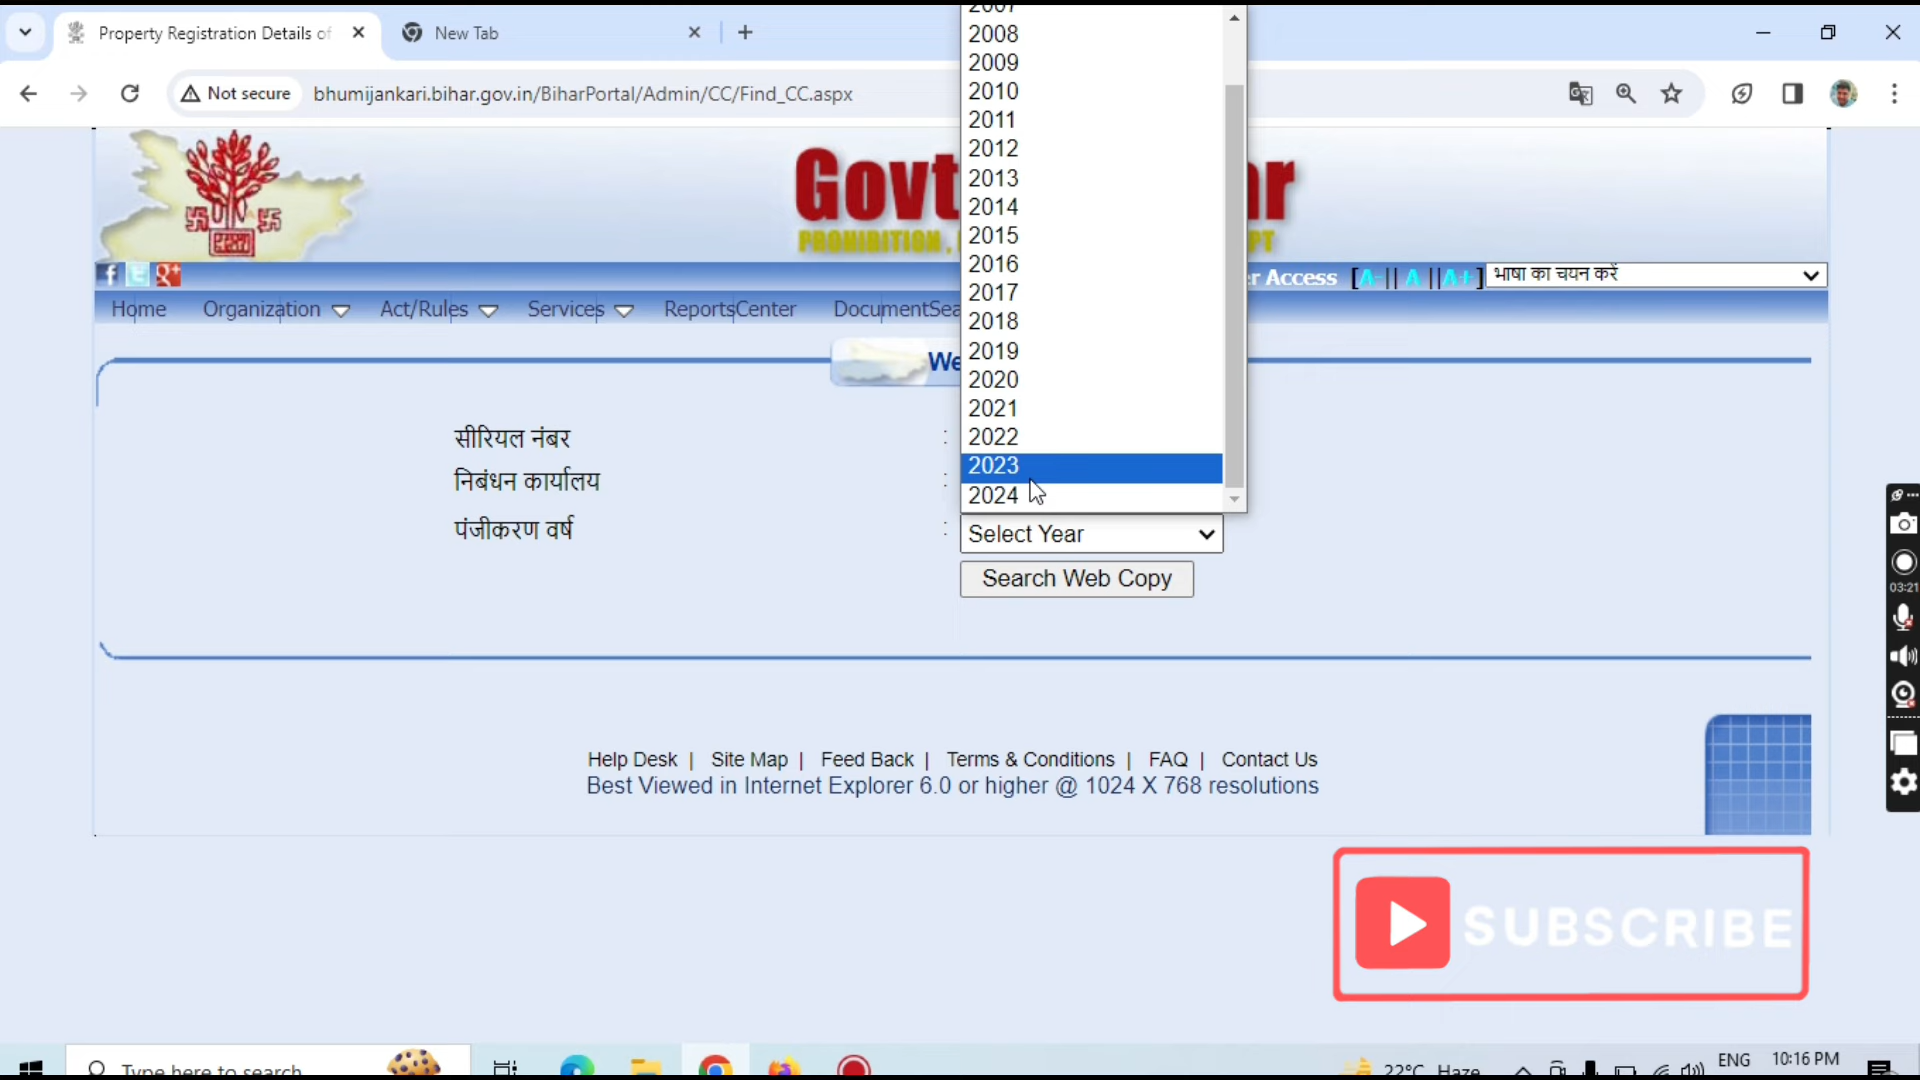 Property Registration Details of
New Tab
Not secure
bhumijankari.bihar.gov.in/BiharPortal/Admin/CC/Find_CC.aspx
2007
2008
2009
2010
2011
2012
2013
2014
2015
2016
2017
2018
2019
2020
2021
2022
2023
2024
Govt
PROHIBITION,
Access [A-|| A ||A+] भाषा का चयन करें
Home Organization Act/Rules Services ReportsCenter DocumentSea
We
सीरियल नंबर :
निबंधन कार्यालय :
पंजीकरण वर्ष : Select Year
Search Web Copy
03:21
Help Desk | Site Map | Feed Back | Terms & Conditions | FAQ | Contact Us
Best Viewed in Internet Explorer 6.0 or higher @ 1024 X 768 resolutions
SUBSCRIBE
Type here to search
22°C Haze
ENG
10:16 PM